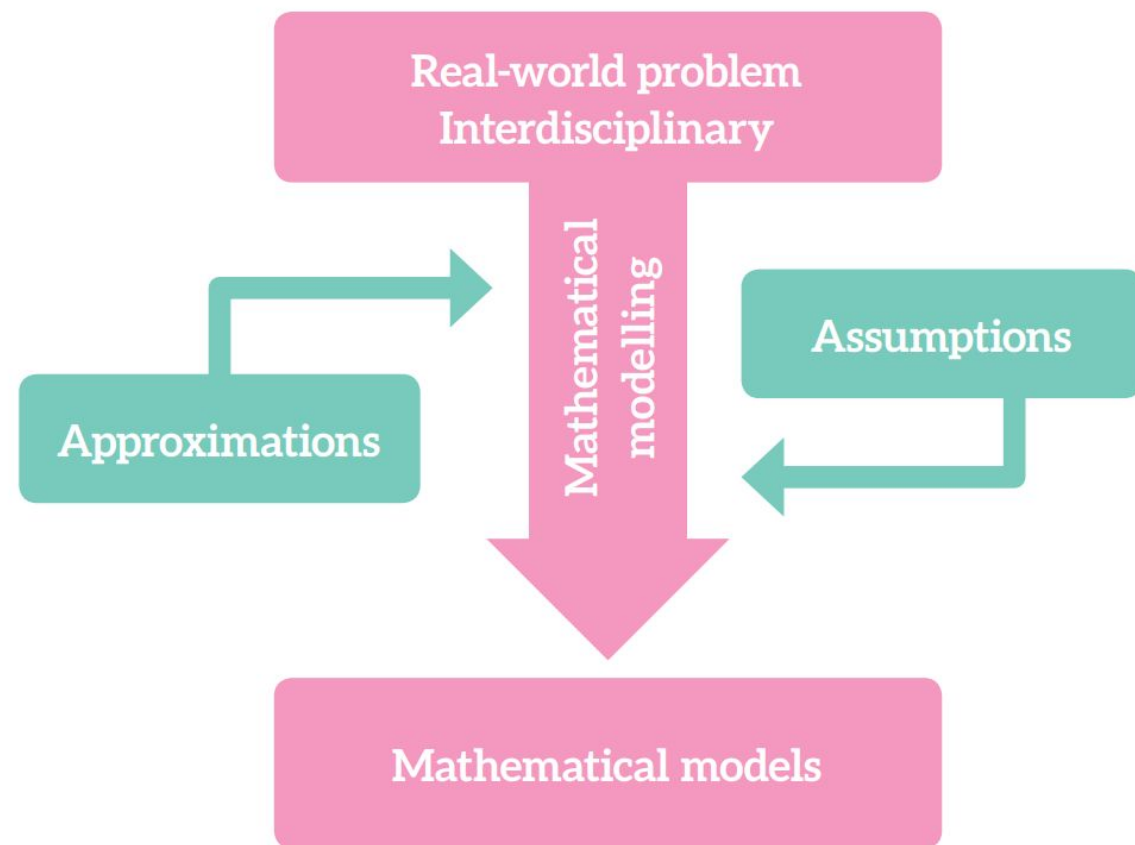 Real-world problem
Interdisciplinary
Mathematical
modelling
Assumptions
Approximations
Mathematical models